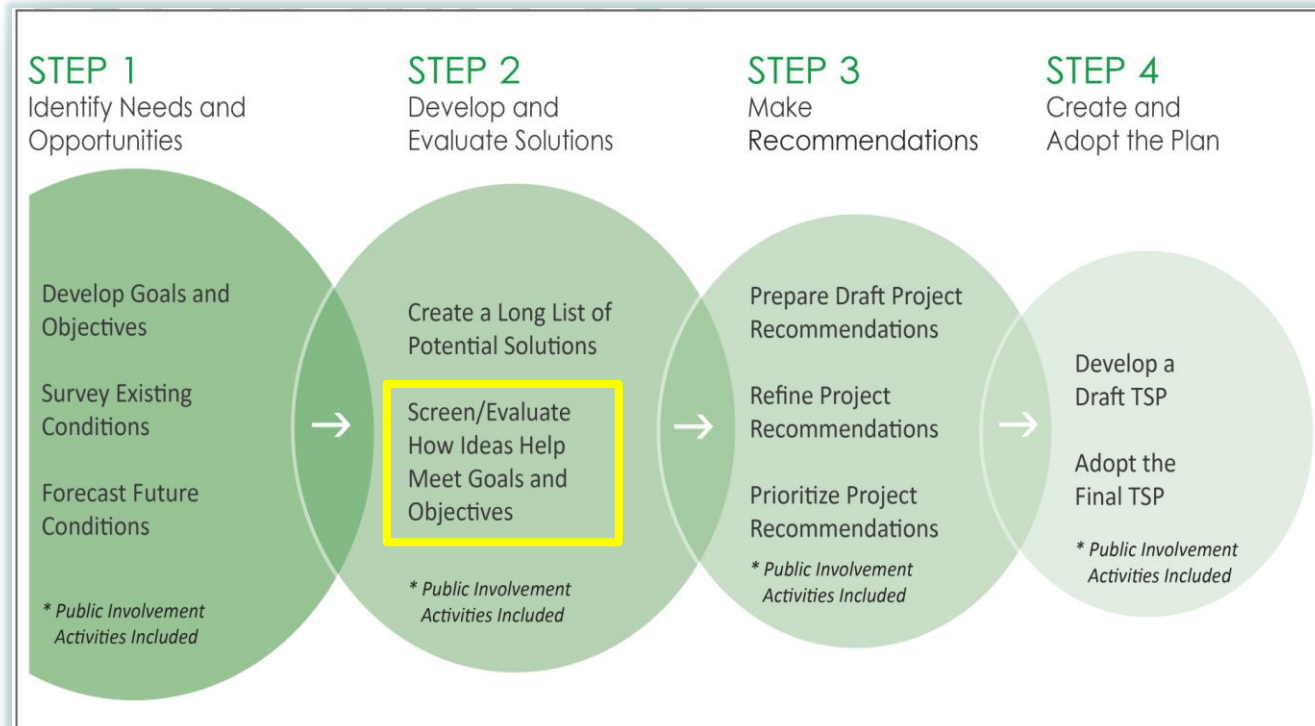 STEP 1
Identify Needs and
Opportunities
Develop Goals and
Objectives
Survey Existing
Conditions
Forecast Future
Conditions
* Public Involvement
Activities Included
STEP 2
Develop and
Evaluate Solutions
Create a Long List of
Potential Solutions
Screen/Evaluate
How Ideas Help
Meet Goals and
Objectives
* Public Involvement
Activities Included
STEP 3
Make
Recommendations
Prepare Draft Project
Recommendations
Refine Project
Recommendations
Prioritize Project
Recommendations
* Public Involvement
Activities Included
STEP 4
Create and
Adopt the Plan
Develop a
Draft TSP
Adopt the
Final TSP
* Public Involvement
Activities Included